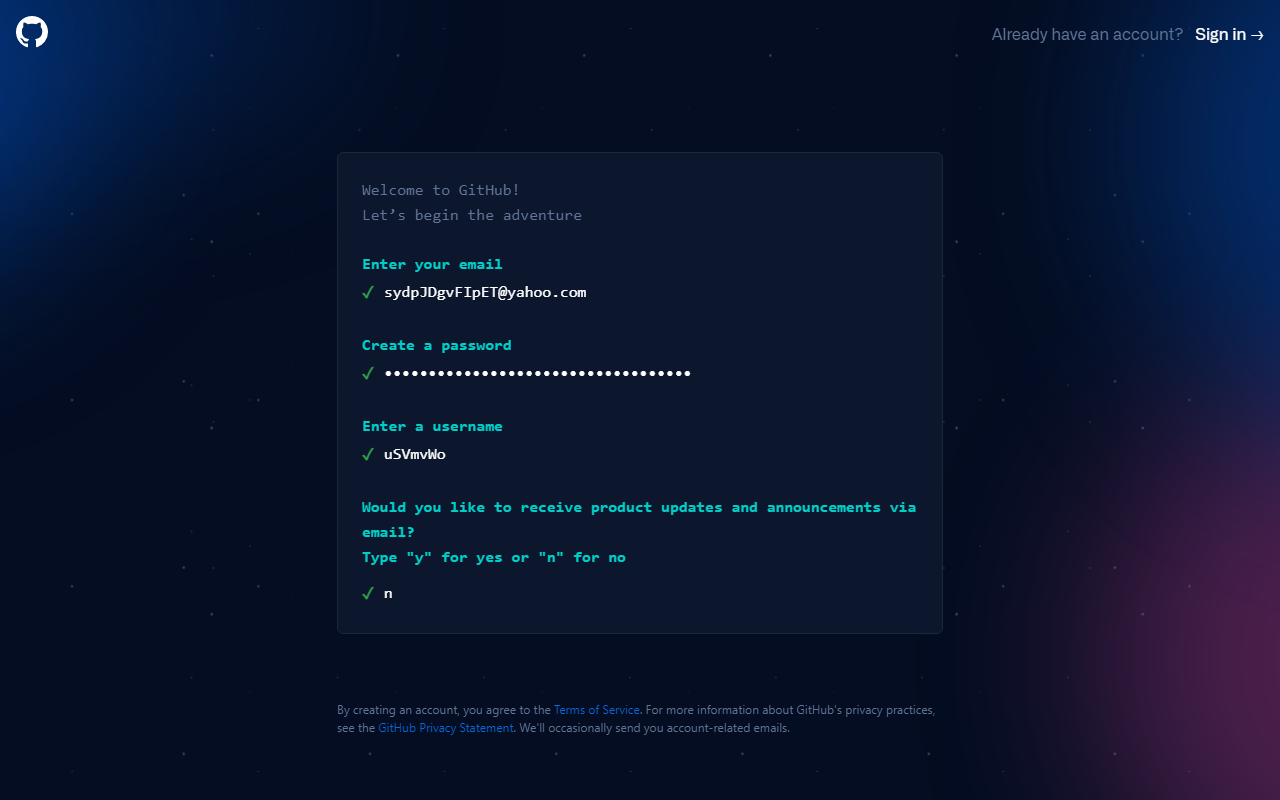 Already have an account? Sign in →
Welcome to GitHub!
Let’s begin the adventure
Enter your email
✓ sydpJDgvFIpET@yahoo.com
Create a password
✓ •••••••••••••••••••••••••••••••••••
Enter a username
✓ uSVmvWo
Would you like to receive product updates and announcements via
email?
Type "y" for yes or "n" for no
✓ n
By creating an account, you agree to the Terms of Service. For more information about GitHub's privacy practices,
see the GitHub Privacy Statement. We'll occasionally send you account-related emails.